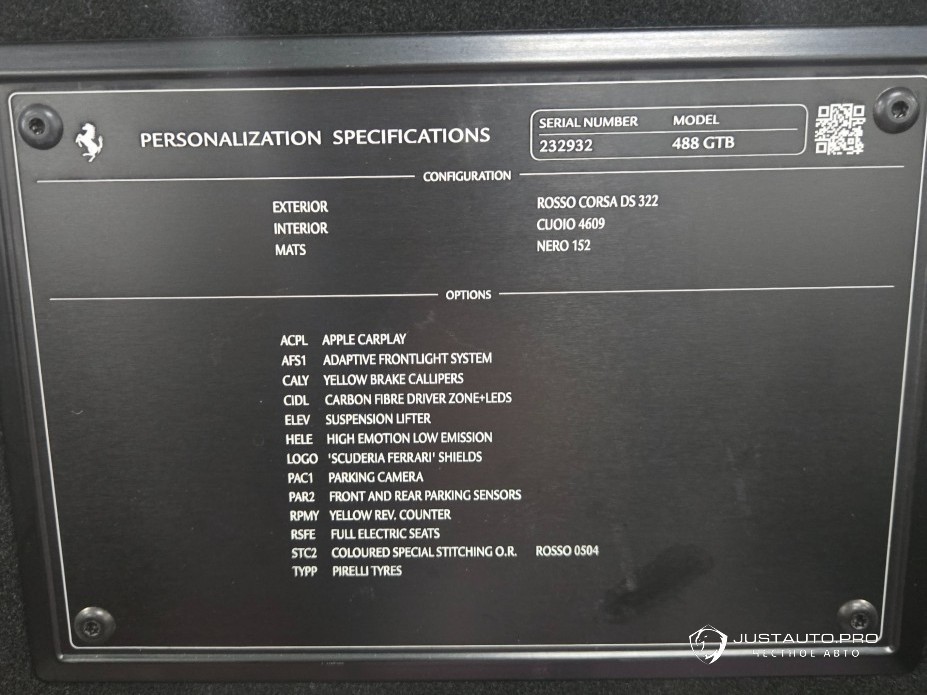 PERSONALIZATION SPECIFICATIONS
SERIAL NUMBER MODEL
232932 488 GTB
CONFIGURATION
EXTERIOR ROSSO CORSA DS 322
INTERIOR CUOIO 4609
MATS NERO 152
OPTIONS
ACPL APPLE CARPLAY
AFS1 ADAPTIVE FRONTLIGHT SYSTEM
CALY YELLOW BRAKE CALLIPERS
CIDL CARBON FIBRE DRIVER ZONE+LEDS
ELEV SUSPENSION LIFTER
HELE HIGH EMOTION LOW EMISSION
LOGO 'SCUDERIA FERRARI' SHIELDS
PAC1 PARKING CAMERA
PAR2 FRONT AND REAR PARKING SENSORS
RPMY YELLOW REV. COUNTER
RSFE FULL ELECTRIC SEATS
STC2 COLOURED SPECIAL STITCHING O.R. ROSSO 0504
TYPP PIRELLI TYRES
JUSTAUTO.PRO
ЧЕСТНОЕ АВТО